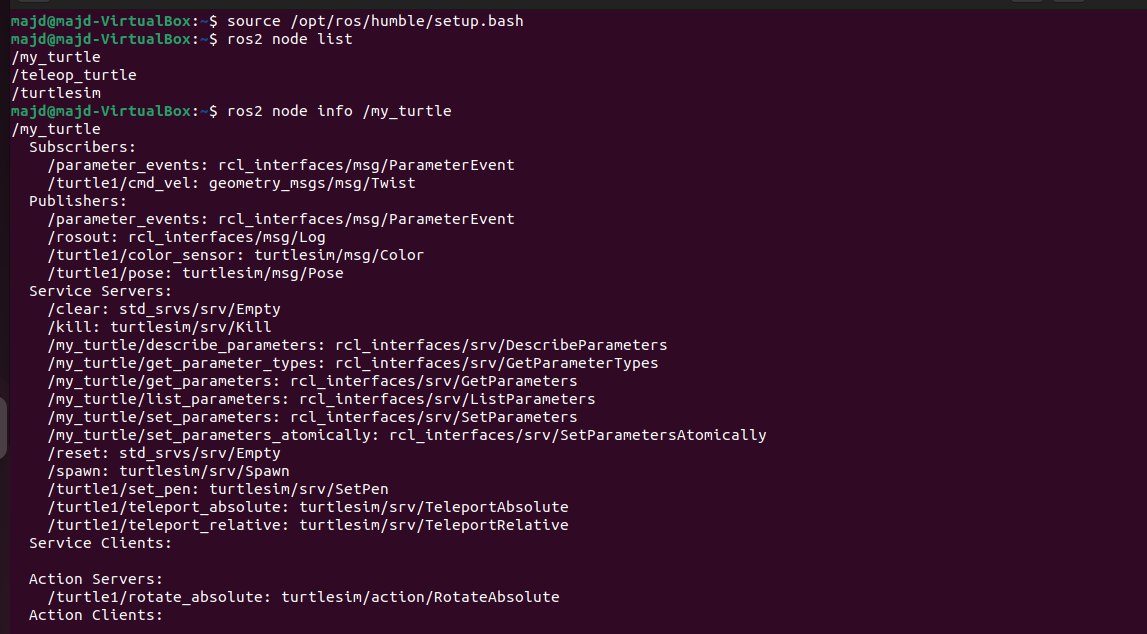 majd@majd-VirtualBox:~$ source /opt/ros/humble/setup.bash
majd@majd-VirtualBox:~$ ros2 node list
/my_turtle
/teleop_turtle
/turtlesim
majd@majd-VirtualBox:~$ ros2 node info /my_turtle
/my_turtle
  Subscribers:
    /parameter_events: rcl_interfaces/msg/ParameterEvent
    /turtle1/cmd_vel: geometry_msgs/msg/Twist
  Publishers:
    /parameter_events: rcl_interfaces/msg/ParameterEvent
    /rosout: rcl_interfaces/msg/Log
    /turtle1/color_sensor: turtlesim/msg/Color
    /turtle1/pose: turtlesim/msg/Pose
  Service Servers:
    /clear: std_srvs/srv/Empty
    /kill: turtlesim/srv/Kill
    /my_turtle/describe_parameters: rcl_interfaces/srv/DescribeParameters
    /my_turtle/get_parameter_types: rcl_interfaces/srv/GetParameterTypes
    /my_turtle/get_parameters: rcl_interfaces/srv/GetParameters
    /my_turtle/list_parameters: rcl_interfaces/srv/ListParameters
    /my_turtle/set_parameters: rcl_interfaces/srv/SetParameters
    /my_turtle/set_parameters_atomically: rcl_interfaces/srv/SetParametersAtomically
    /reset: std_srvs/srv/Empty
    /spawn: turtlesim/srv/Spawn
    /turtle1/set_pen: turtlesim/srv/SetPen
    /turtle1/teleport_absolute: turtlesim/srv/TeleportAbsolute
    /turtle1/teleport_relative: turtlesim/srv/TeleportRelative
  Service Clients:

  Action Servers:
    /turtle1/rotate_absolute: turtlesim/action/RotateAbsolute
  Action Clients: